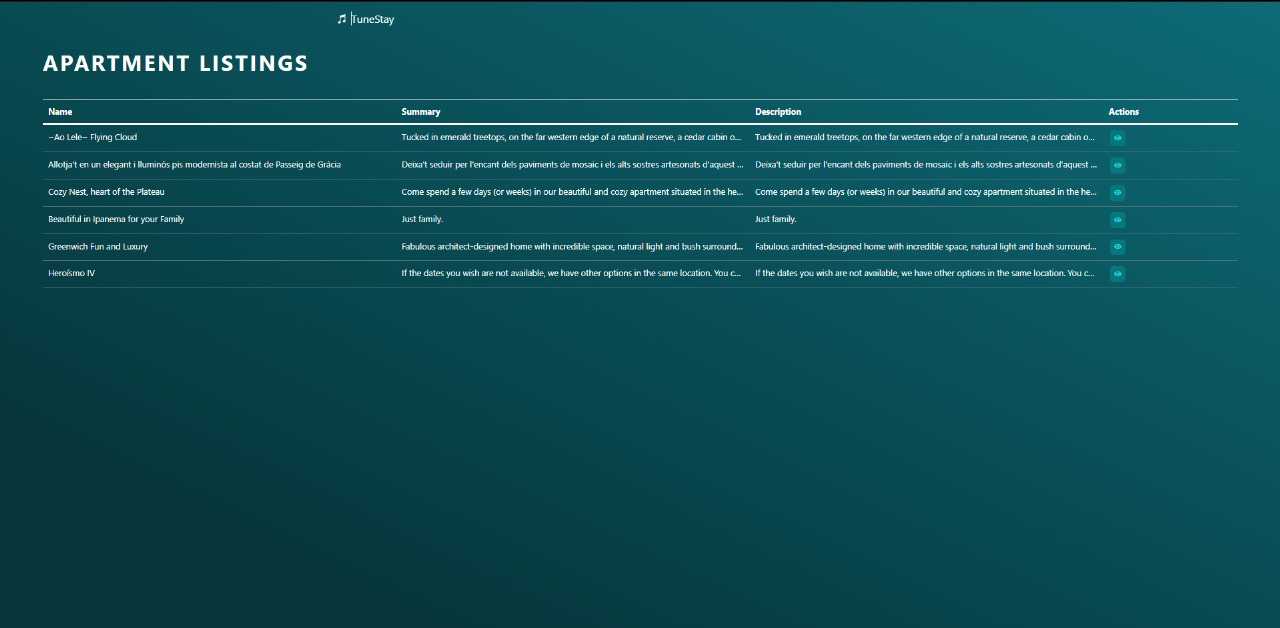 TuneStay
APARTMENT LISTINGS
Name Summary Description Actions
~Ao Lele~ Flying Cloud Tucked in emerald treetops, on the far western edge of a natural reserve, a cedar cabin o... Tucked in emerald treetops, on the far western edge of a natural reserve, a cedar cabin o...
Allotja't en un elegant i lluminós pis modernista al costat de Passeig de Gràcia Deixa't seduir per l'encant dels paviments de mosaic i els alts sostres artesonats d'aquest ... Deixa't seduir per l'encant dels paviments de mosaic i els alts sostres artesonats d'aquest ...
Cozy Nest, heart of the Plateau Come spend a few days (or weeks) in our beautiful and cozy apartment situated in the he... Come spend a few days (or weeks) in our beautiful and cozy apartment situated in the he...
Beautiful in Ipanema for your Family Just family. Just family.
Greenwich Fun and Luxury Fabulous architect-designed home with incredible space, natural light and bush surround... Fabulous architect-designed home with incredible space, natural light and bush surround...
Heroísmo IV If the dates you wish are not available, we have other options in the same location. You c... If the dates you wish are not available, we have other options in the same location. You c...